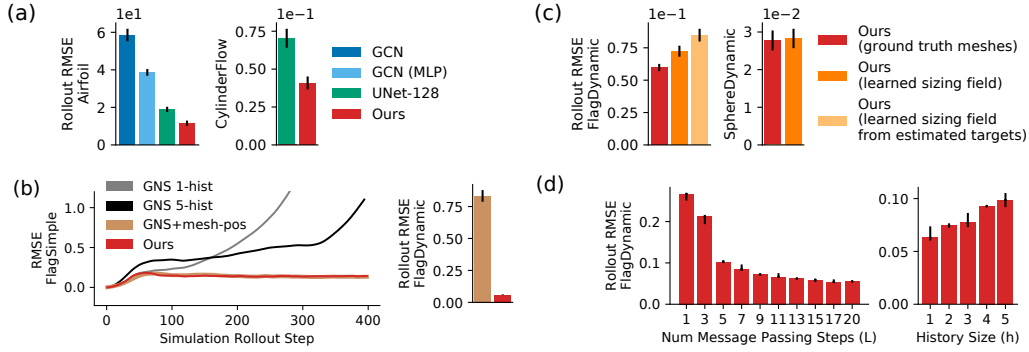 (a)
1e1
Rollout RMSE
Airfoil
6
4
2
0
1e−1
CylinderFlow
0.75
0.50
0.25
0.00
GCN
GCN (MLP)
UNet-128
Ours
(b)
RMSE
FlagSimple
1.0
0.5
0.0
GNS 1-hist
GNS 5-hist
GNS+mesh-pos
Ours
0 100 200 300 400
Simulation Rollout Step
Rollout RMSE
FlagDynamic
0.75
0.50
0.25
0.00
(c)
1e−1
Rollout RMSE
FlagDynamic
0.75
0.50
0.25
0.00
1e−2
SphereDynamic
3
2
1
0
Ours
(ground truth meshes)
Ours
(learned sizing field)
Ours
(learned sizing field
from estimated targets)
(d)
Rollout RMSE
FlagDynamic
0.2
0.1
0.0
1 3 5 7 9 11 13 15 17 20
Num Message Passing Steps (L)
0.10
0.05
0.00
1 2 3 4 5
History Size (h)